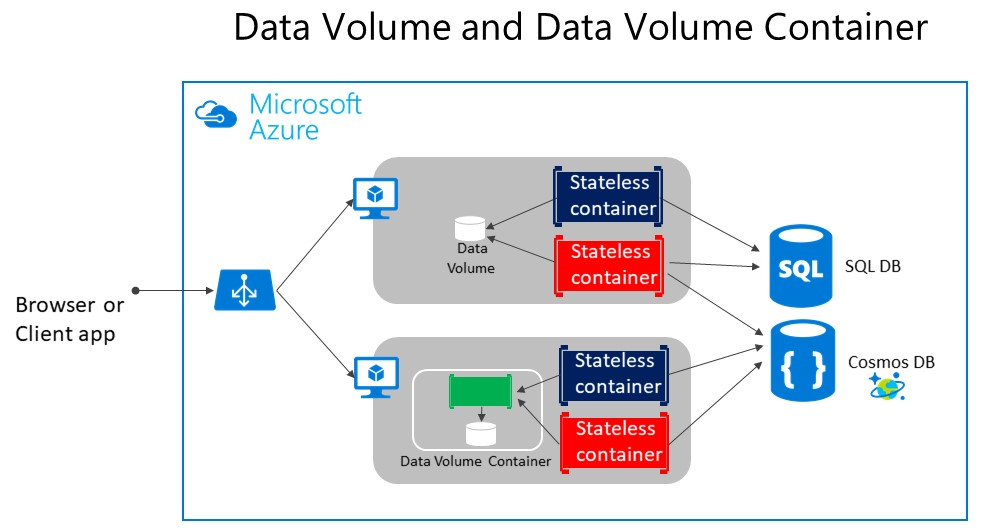 Data Volume and Data Volume Container
Microsoft
Azure
Stateless
container
Data
Volume
Stateless
container
SQL
SQL DB
Browser or
Client app
Stateless
container
{ }
Cosmos DB
Stateless
container
Data Volume Container